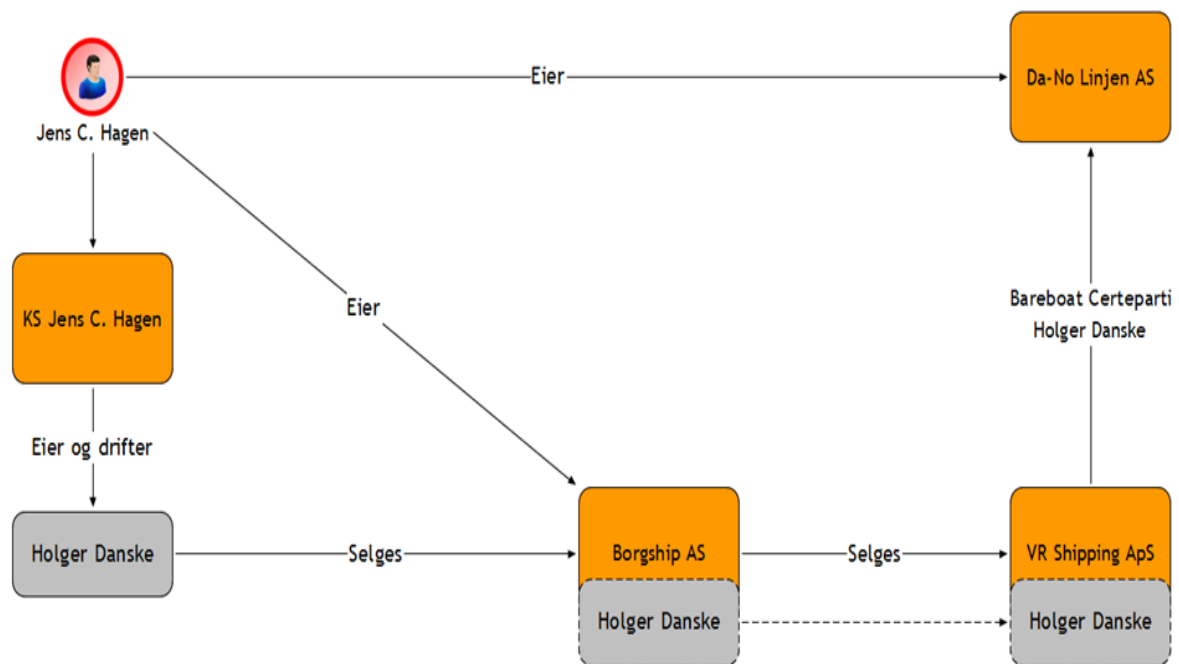 Eier
Da-No Linjen AS
Jens C. Hagen
KS Jens C. Hagen
Eier
Bareboat Certeparti
Holger Danske
Eier og drifter
Holger Danske
Selges
Borgship AS
Selges
VR Shipping ApS
Holger Danske
Holger Danske